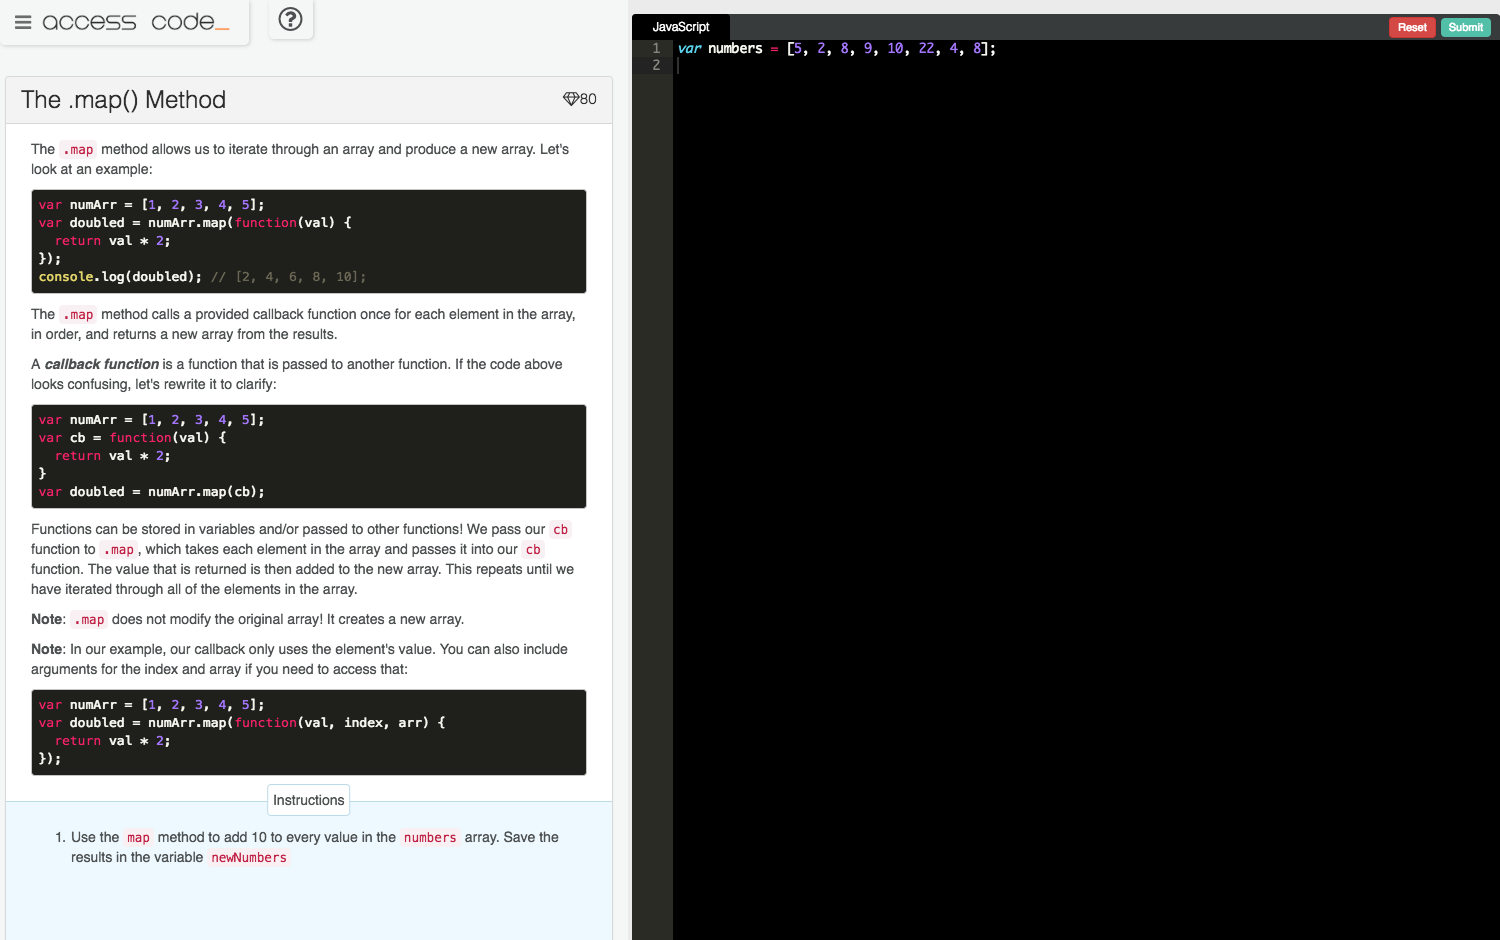 access code_
?
The .map() Method
80
The .map method allows us to iterate through an array and produce a new array. Let's
look at an example:
var numArr = [1, 2, 3, 4, 5];
var doubled = numArr.map(function(val) {
  return val * 2;
});
console.log(doubled); // [2, 4, 6, 8, 10];
The .map method calls a provided callback function once for each element in the array,
in order, and returns a new array from the results.
A callback function is a function that is passed to another function. If the code above
looks confusing, let's rewrite it to clarify:
var numArr = [1, 2, 3, 4, 5];
var cb = function(val) {
  return val * 2;
}
var doubled = numArr.map(cb);
Functions can be stored in variables and/or passed to other functions! We pass our cb
function to .map, which takes each element in the array and passes it into our cb
function. The value that is returned is then added to the new array. This repeats until we
have iterated through all of the elements in the array.
Note: .map does not modify the original array! It creates a new array.
Note: In our example, our callback only uses the element's value. You can also include
arguments for the index and array if you need to access that:
var numArr = [1, 2, 3, 4, 5];
var doubled = numArr.map(function(val, index, arr) {
  return val * 2;
});
Instructions
1. Use the map method to add 10 to every value in the numbers array. Save the
results in the variable newNumbers
JavaScript
Reset
Submit
1 var numbers = [5, 2, 8, 9, 10, 22, 4, 8];
2